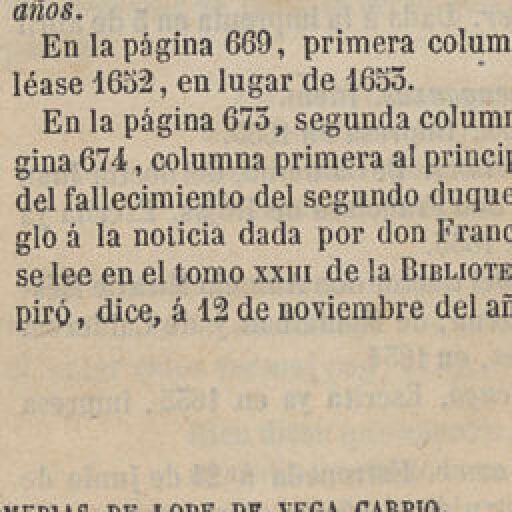 años.
En la página 669, primera colum
léase 1652, en lugar de 1653.
En la página 673, segunda column
gina 674, columna primera al princip
del fallecimiento del segundo duque
glo á la noticia dada por don Franc
se lee en el tomo XXIII de la BIBLIOTE
piró, dice, á 12 de noviembre del añ
MEDIAS DE LOPE DE VEGA CARPIO.